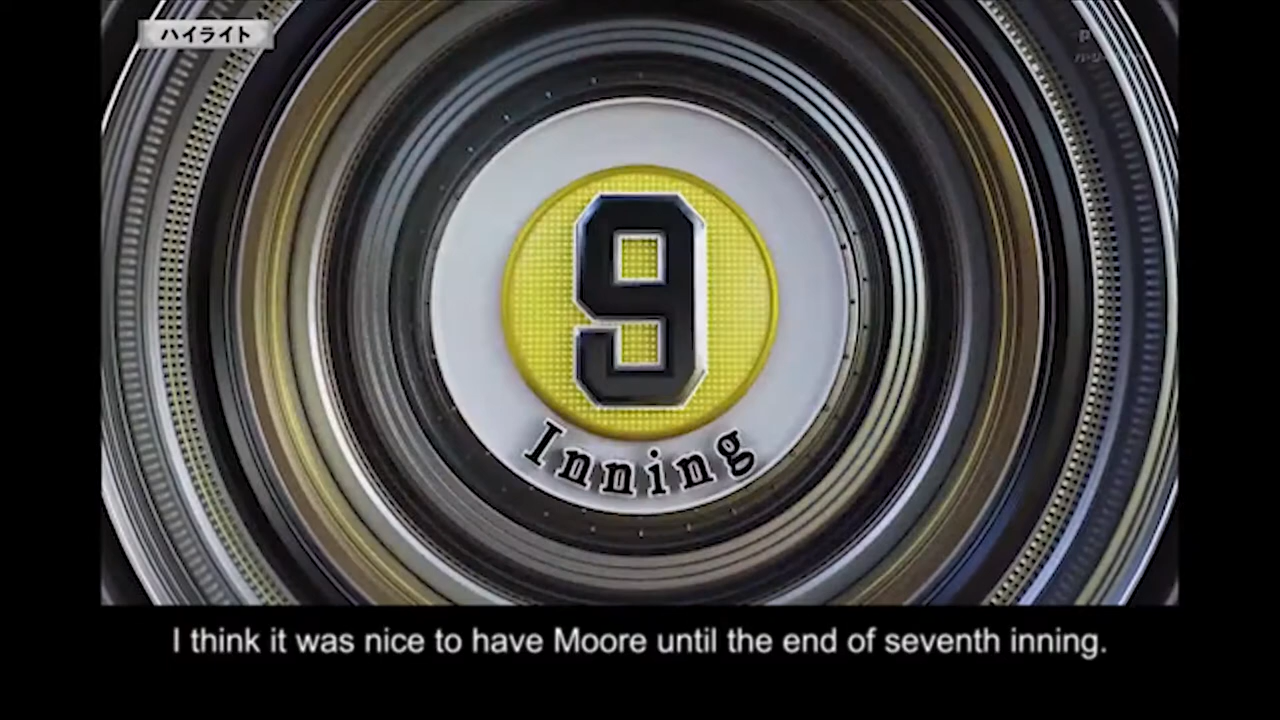 ハイライト
9
Inning
I think it was nice to have Moore until the end of seventh inning.